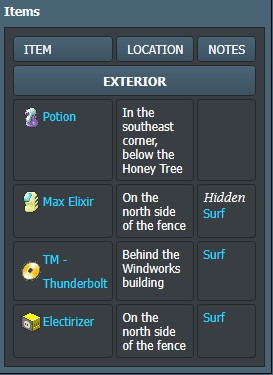 Items
ITEM LOCATION NOTES
EXTERIOR
Potion
In the
southeast
corner,
below the
Honey Tree
Max Elixir
On the
north side
of the fence
Hidden
Surf
TM -
Thunderbolt
Behind the
Windworks
building
Surf
Electirizer
On the
north side
of the fence
Surf